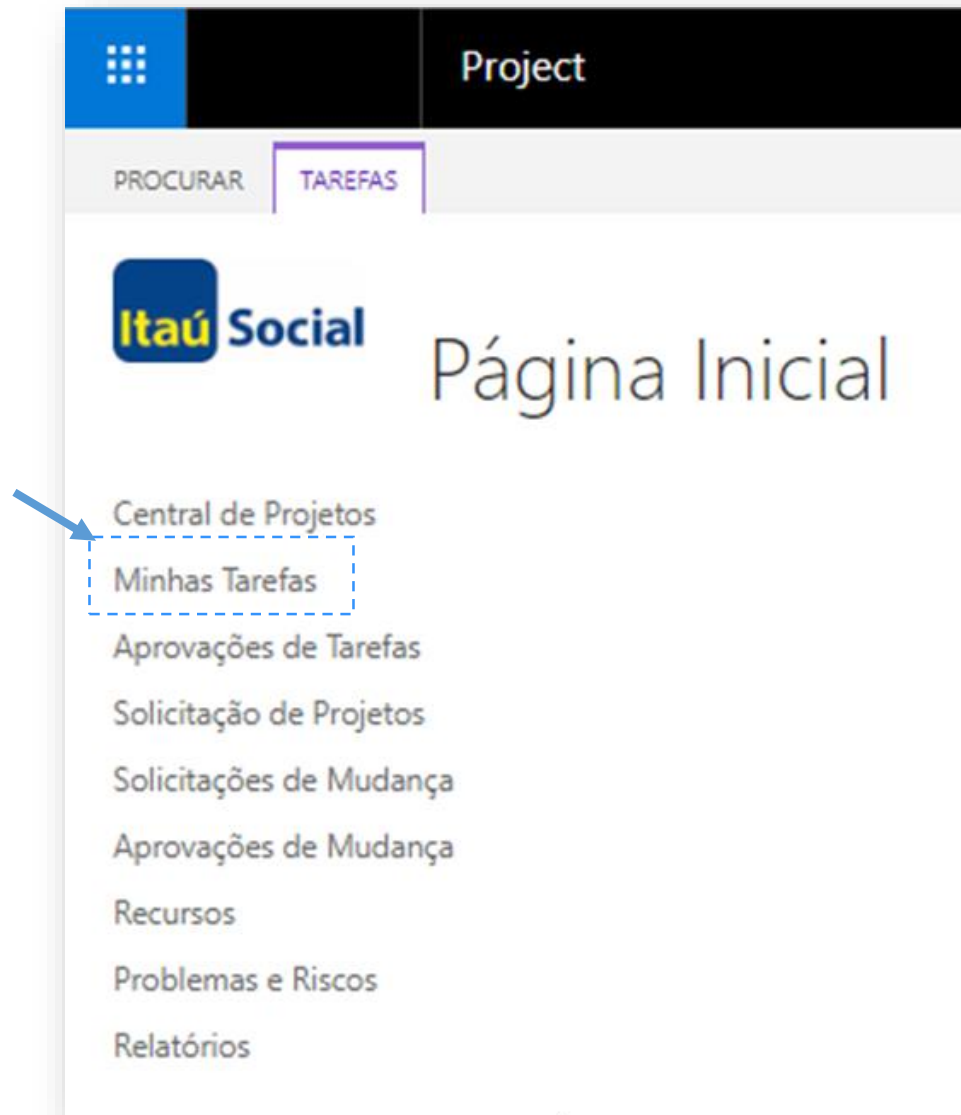 Project
PROCURAR TAREFAS
Itaú Social
Página Inicial
Central de Projetos
Minhas Tarefas
Aprovações de Tarefas
Solicitação de Projetos
Solicitações de Mudança
Aprovações de Mudança
Recursos
Problemas e Riscos
Relatórios